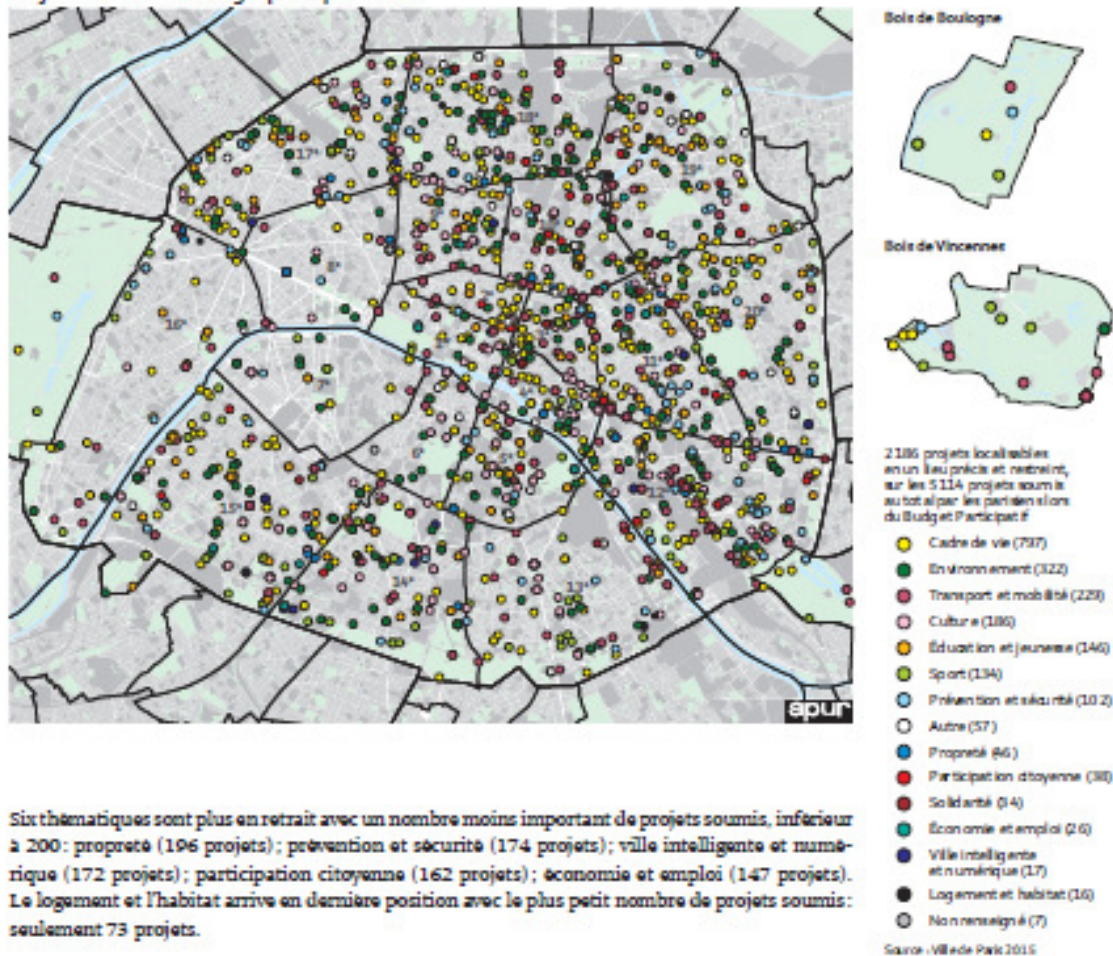 Bois de Boulogne
Bois de Vincennes
18e
17e
19e
9e
8e
16e
20e
11e
7e
4e
6e
5e
12e
15e
14e
13e
apur
2186 projets localisables
en un lieu précis et restreint,
sur les 5114 projets soumis
au total par les parisiens lors
du Budget Participatif
Cadre de vie (797)
Environnement (322)
Transport et mobilité (229)
Culture (186)
Éducation et jeunesse (146)
Sport (134)
Prévention et sécurité (102)
Autre (57)
Propreté (46)
Participation citoyenne (38)
Solidarité (34)
Économie et emploi (26)
Ville intelligente
et numérique (17)
Logement et habitat (16)
Non renseigné (7)
Source : Ville de Paris 2015
Six thématiques sont plus en retrait avec un nombre moins important de projets soumis, inférieur
à 200 : propreté (196 projets) ; prévention et sécurité (174 projets) ; ville intelligente et numé-
rique (172 projets) ; participation citoyenne (162 projets) ; économie et emploi (147 projets).
Le logement et l'habitat arrive en dernière position avec le plus petit nombre de projets soumis :
seulement 73 projets.